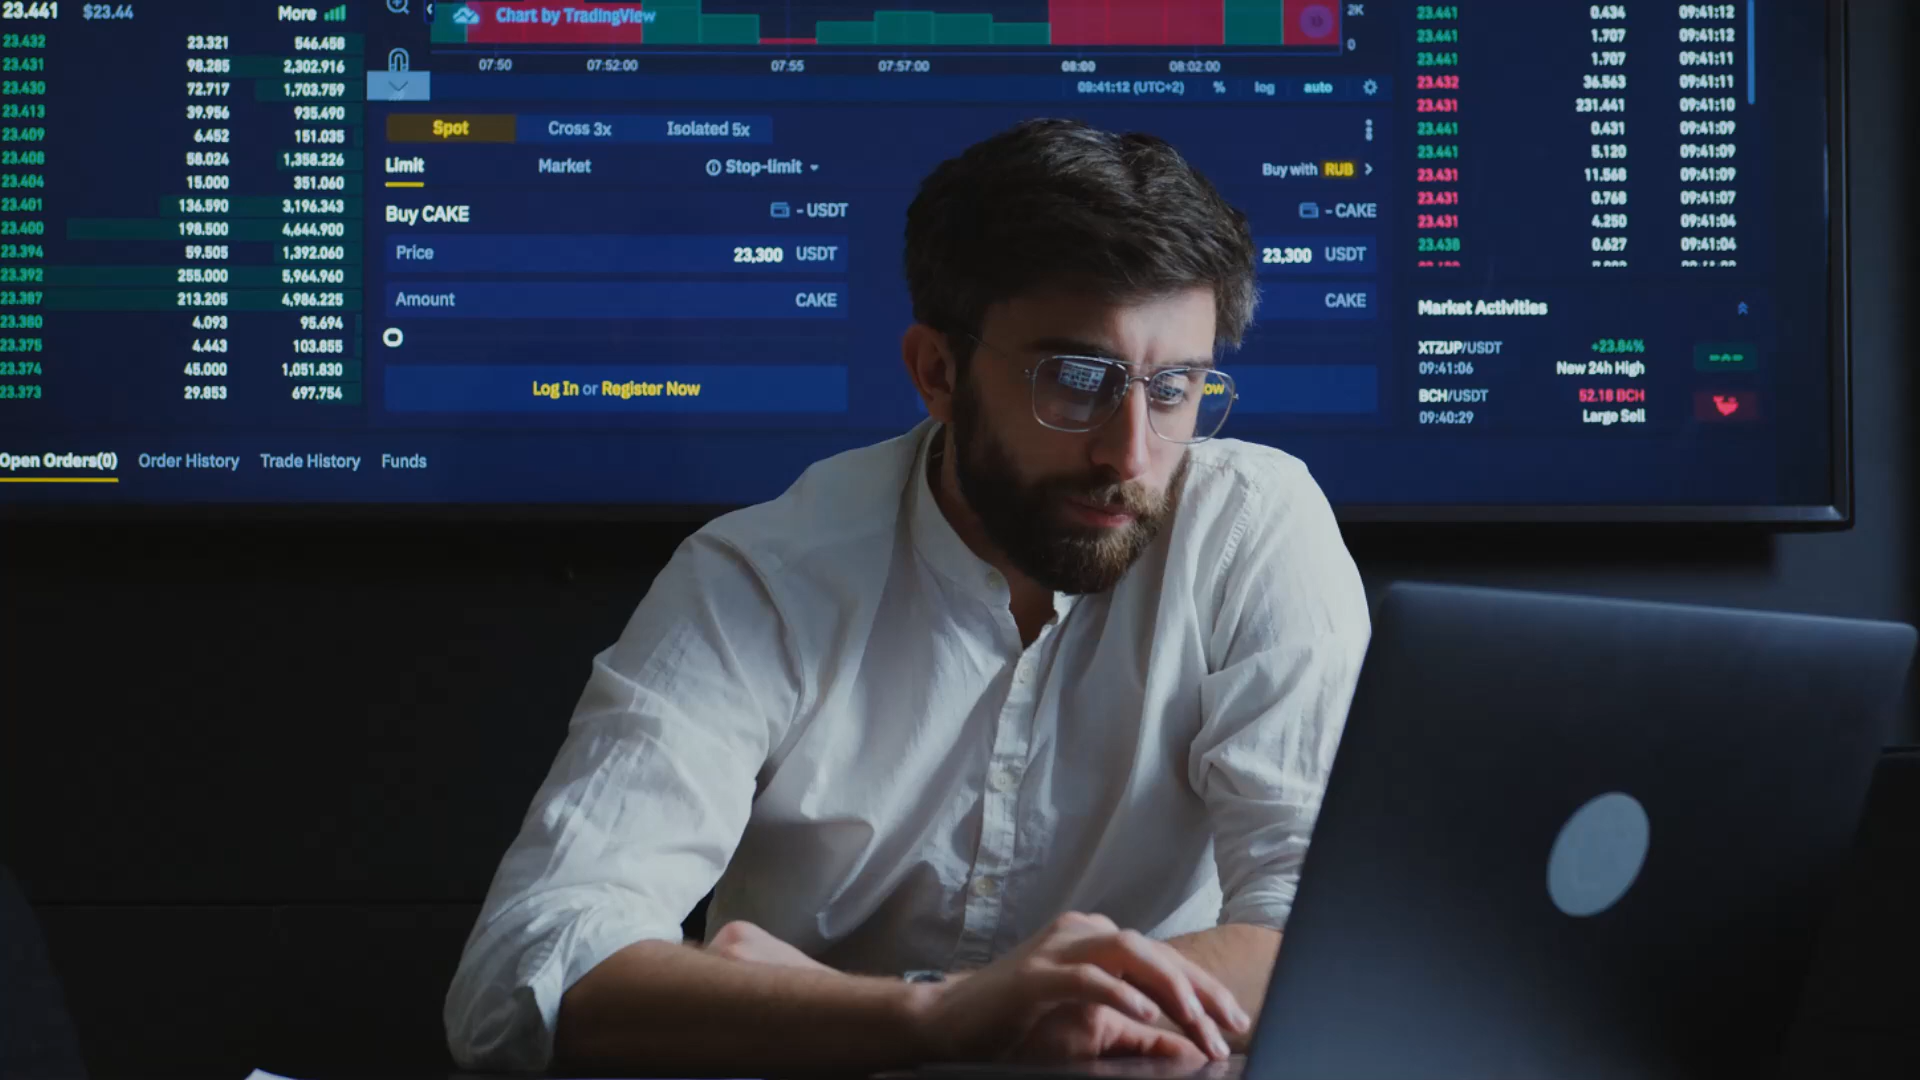 23.441 $23.44 More
23.432 23.321 546.458
23.431 98.285 2,302.916
23.430 72.717 1,703.759
23.413 39.956 935.490
23.409 6.452 151.035
23.408 58.024 1,358.226
23.404 15.000 351.060
23.401 136.590 3,196.343
23.400 198.500 4,644.900
23.394 59.505 1,392.060
23.392 255.000 5,964.960
23.387 213.205 4,986.225
23.380 4.093 95.694
23.375 4.443 103.855
23.374 45.000 1,051.830
23.373 29.853 697.754
Open Orders(0) Order History Trade History Funds
Chart by TradingView
2K
0
07:50 07:52:00 07:55 07:57:00 08:00 08:02:00
09:41:12 (UTC+2) % log auto
Spot Cross 3x Isolated 5x
Limit Market Stop-limit
Buy with RUB
Buy CAKE - USDT
- CAKE
Price 23,300 USDT
23,300 USDT
Amount CAKE
CAKE
Log In or Register Now
23.441 0.434 09:41:12
23.441 1.707 09:41:12
23.441 1.707 09:41:11
23.432 36.563 09:41:11
23.431 231.441 09:41:10
23.441 0.431 09:41:09
23.441 5.120 09:41:09
23.431 11.568 09:41:09
23.431 0.768 09:41:07
23.431 4.250 09:41:04
23.438 0.627 09:41:04
Market Activities
XTZUP/USDT +23.84%
09:41:06 New 24h High
BCH/USDT 52.18 BCH
09:40:29 Large Sell